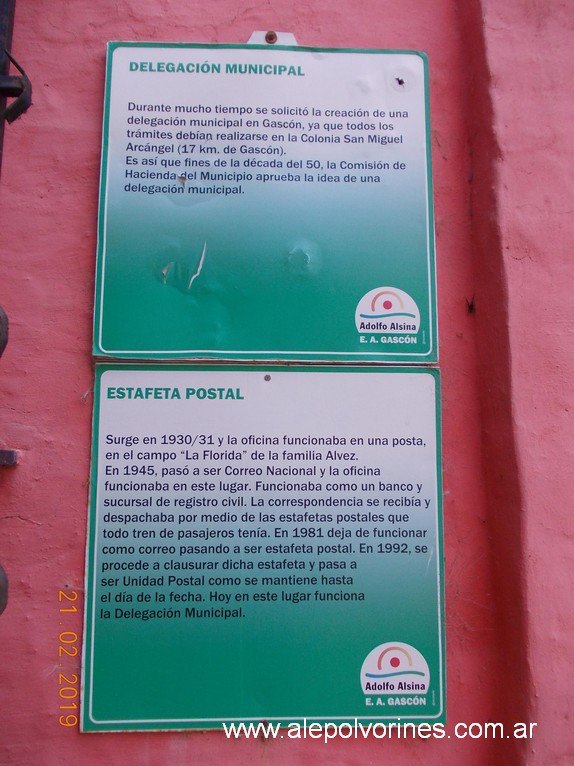 DELEGACIÓN MUNICIPAL
Durante mucho tiempo se solicitó la creación de una
delegación municipal en Gascón, ya que todos los
trámites debían realizarse en la Colonia San Miguel
Arcángel (17 km. de Gascón).
Es así que fines de la década del 50, la Comisión de
Hacienda del Municipio aprueba la idea de una
delegación municipal.
Adolfo Alsina
E. A. GASCÓN
ESTAFETA POSTAL
Surge en 1930/31 y la oficina funcionaba en una posta,
en el campo “La Florida” de la familia Alvez.
En 1945, pasó a ser Correo Nacional y la oficina
funcionaba en este lugar. Funcionaba como un banco y
sucursal de registro civil. La correspondencia se recibía y
despachaba por medio de las estafetas postales que
todo tren de pasajeros tenía. En 1981 deja de funcionar
como correo pasando a ser estafeta postal. En 1992, se
procede a clausurar dicha estafeta y pasa a
ser Unidad Postal como se mantiene hasta
el día de la fecha. Hoy en este lugar funciona
la Delegación Municipal.
Adolfo Alsina
E. A. GASCÓN
21.02.2019
www.alepolvorines.com.ar